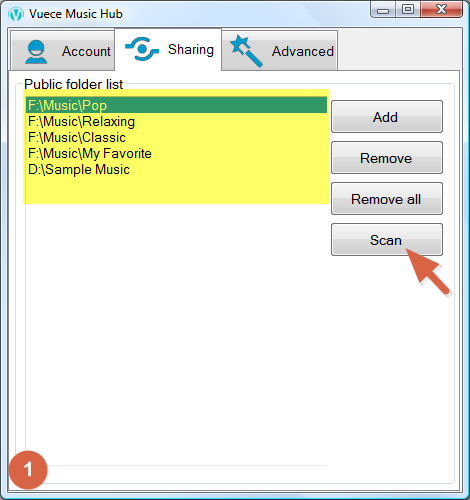 Vuece Music Hub
Account
Sharing
Advanced
Public folder list
F:\Music\Pop
F:\Music\Relaxing
F:\Music\Classic
F:\Music\My Favorite
D:\Sample Music
Add
Remove
Remove all
Scan
1